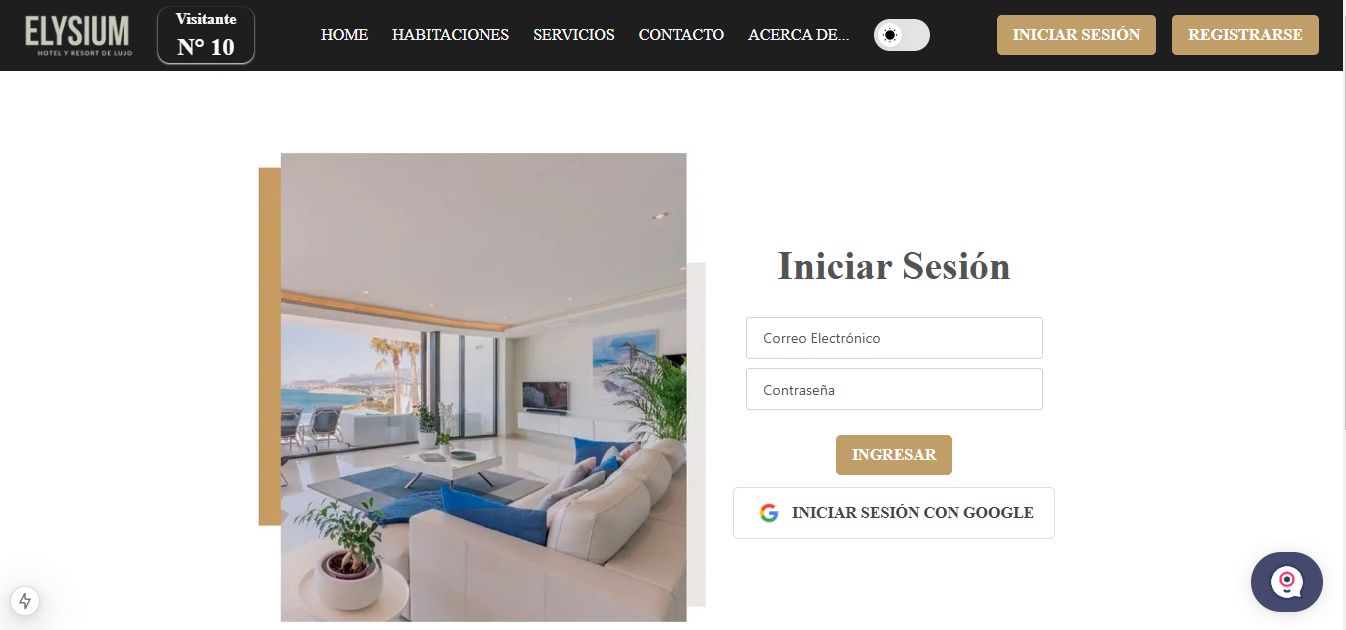 ELYSIUM
HOTEL Y RESORT DE LUJO
Visitante
N° 10
HOME
HABITACIONES
SERVICIOS
CONTACTO
ACERCA DE...
INICIAR SESIÓN
REGISTRARSE
Iniciar Sesión
Correo Electrónico
Contraseña
INGRESAR
INICIAR SESIÓN CON GOOGLE